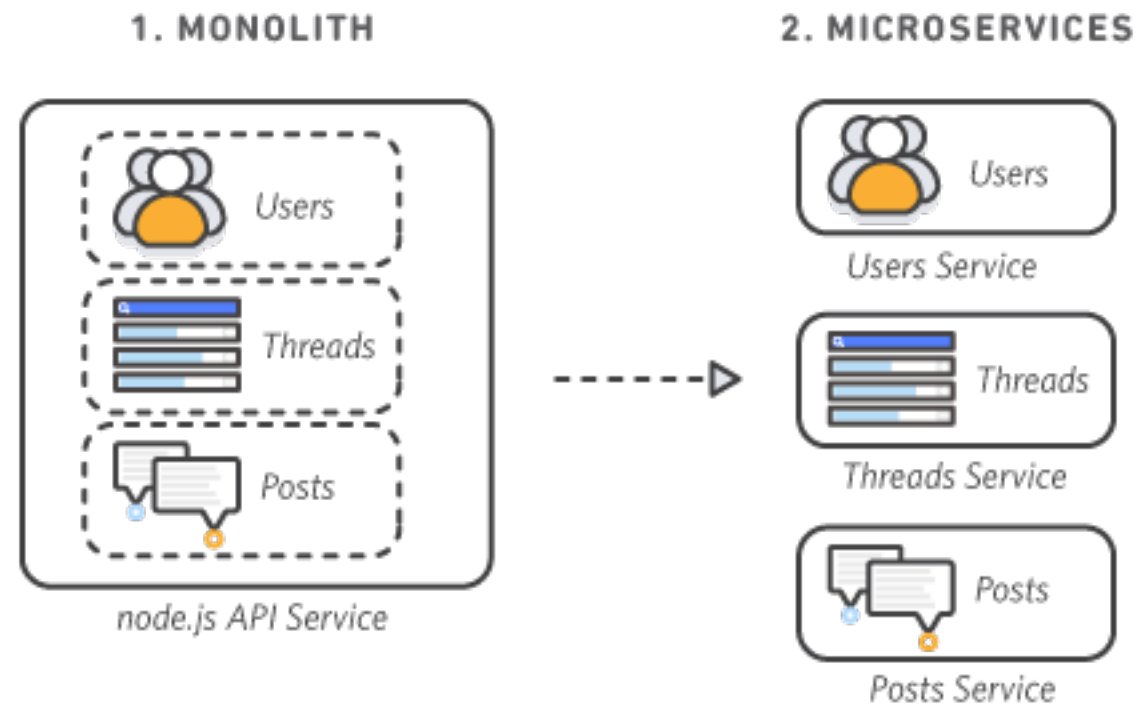 1. MONOLITH
Users
Threads
Posts
node.js API Service
2. MICROSERVICES
Users
Users Service
Threads
Threads Service
Posts
Posts Service